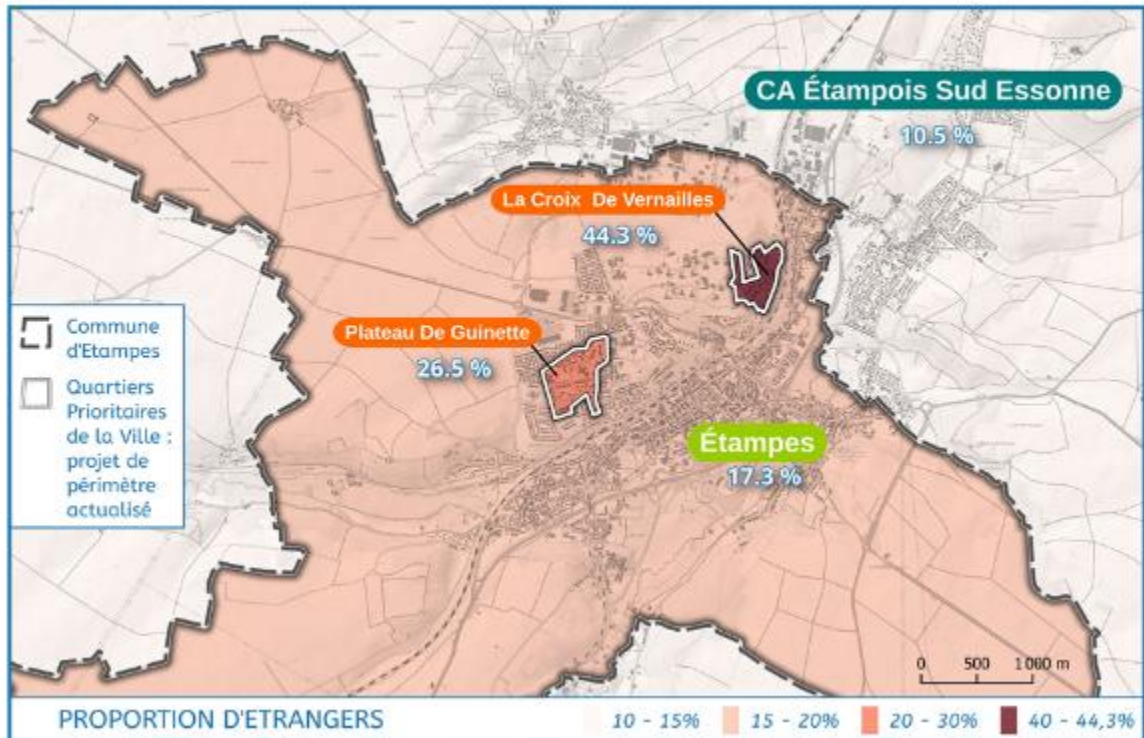 CA Étampois Sud Essonne
10.5 %
La Croix De Vernailles
44.3 %
Plateau De Guinette
26.5 %
Étampes
17.3 %
Commune
d'Etampes
Quartiers
Prioritaires
de la Ville :
projet de
périmètre
actualisé
0 500 1 000 m
PROPORTION D'ETRANGERS
10 - 15% 15 - 20% 20 - 30% 40 - 44,3%